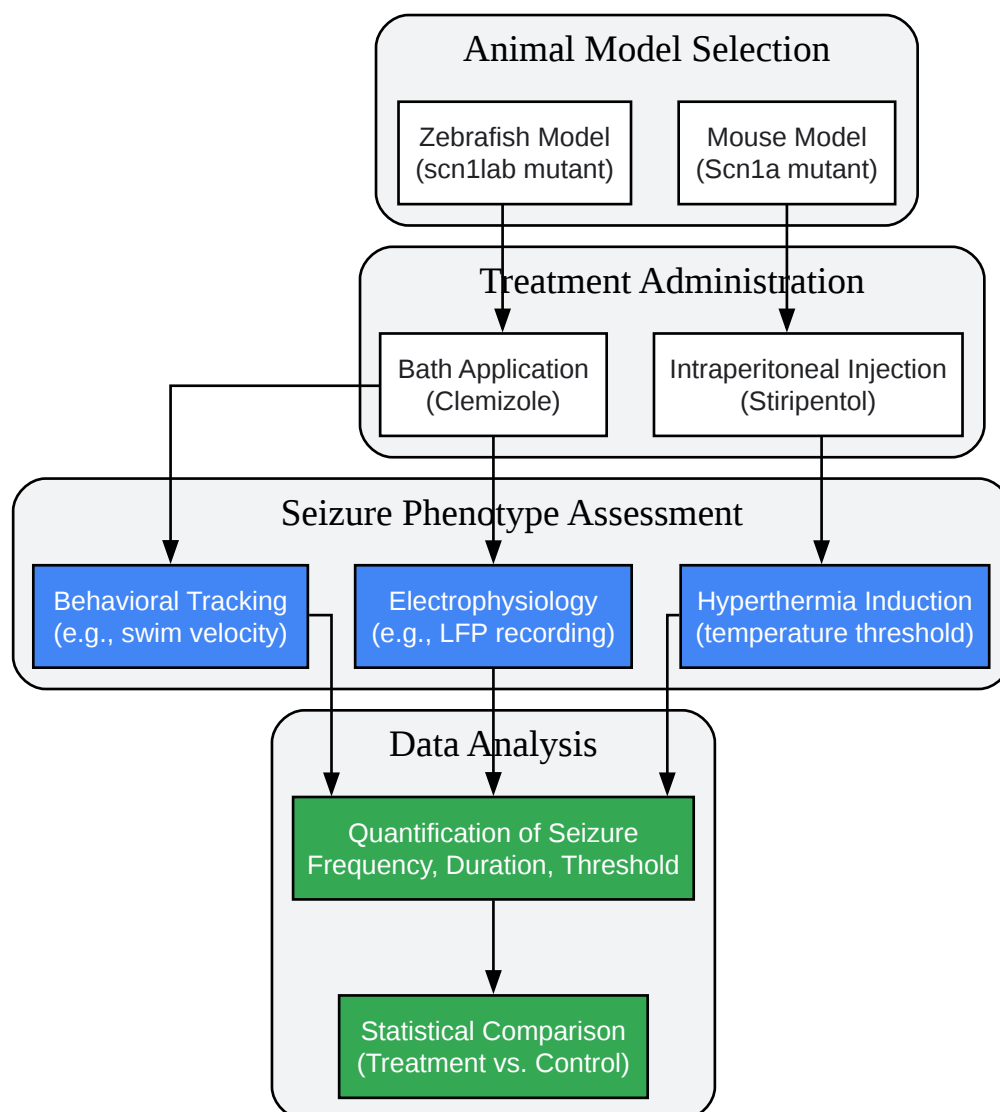 Animal Model Selection
Zebrafish Model
(scn1lab mutant)
Mouse Model
(Scn1a mutant)
Treatment Administration
Bath Application
(Clemizole)
Intraperitoneal Injection
(Stiripentol)
Seizure Phenotype Assessment
Behavioral Tracking
(e.g., swim velocity)
Electrophysiology
(e.g., LFP recording)
Hyperthermia Induction
(temperature threshold)
Data Analysis
Quantification of Seizure
Frequency, Duration, Threshold
Statistical Comparison
(Treatment vs. Control)